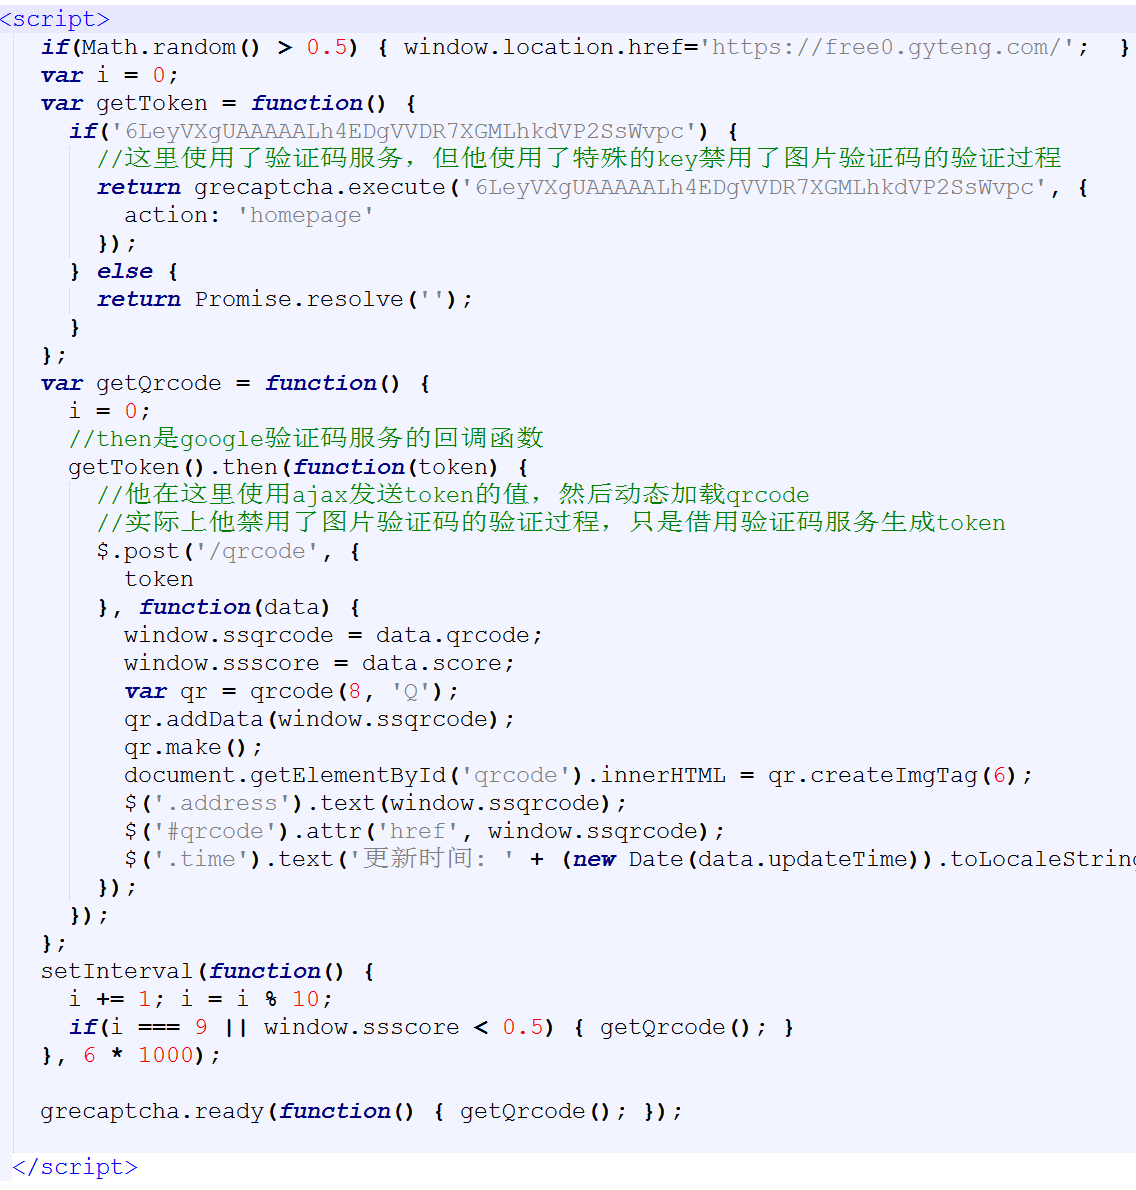 <script>
if(Math.random() > 0.5) { window.location.href='https://free0.gyteng.com/'; }
var i = 0;
var getToken = function() {
if('6LeyVXgUAAAAALh4EDgVVDR7XGMLhkdVP2SsWvpc') {
//这里使用了验证码服务，但他使用了特殊的key禁用了图片验证码的验证过程
return grecaptcha.execute('6LeyVXgUAAAAALh4EDgVVDR7XGMLhkdVP2SsWvpc', {
action: 'homepage'
});
} else {
return Promise.resolve('');
}
};
var getQrcode = function() {
i = 0;
//then是google验证码服务的回调函数
getToken().then(function(token) {
//他在这里使用ajax发送token的值，然后动态加载qrcode
//实际上他禁用了图片验证码的验证过程，只是借用验证码服务生成token
$.post('/qrcode', {
token
}, function(data) {
window.ssqrcode = data.qrcode;
window.ssscore = data.score;
var qr = qrcode(8, 'Q');
qr.addData(window.ssqrcode);
qr.make();
document.getElementById('qrcode').innerHTML = qr.createImgTag(6);
$('.address').text(window.ssqrcode);
$('#qrcode').attr('href', window.ssqrcode);
$('.time').text('更新时间: ' + (new Date(data.updateTime)).toLocaleString
});
});
};
setInterval(function() {
i += 1; i = i % 10;
if(i === 9 || window.ssscore < 0.5) { getQrcode(); }
}, 6 * 1000);
grecaptcha.ready(function() { getQrcode(); });
</script>